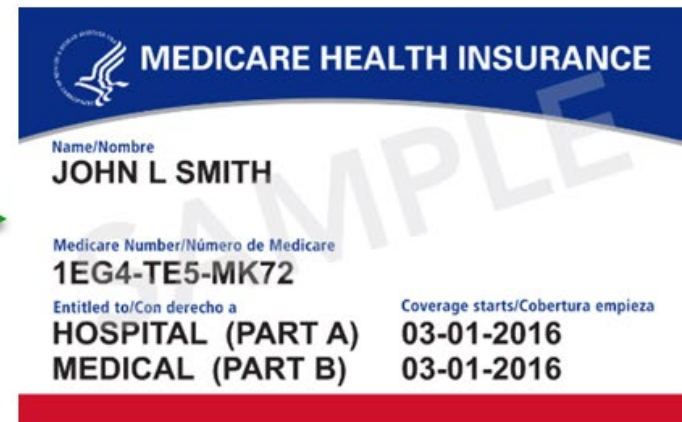 MEDICARE HEALTH INSURANCE
Name/Nombre
JOHN L SMITH
Medicare Number/Número de Medicare
1EG4-TE5-MK72
Entitled to/Con derecho a Coverage starts/Cobertura empieza
HOSPITAL (PART A) 03-01-2016
MEDICAL (PART B) 03-01-2016
SAMPLE